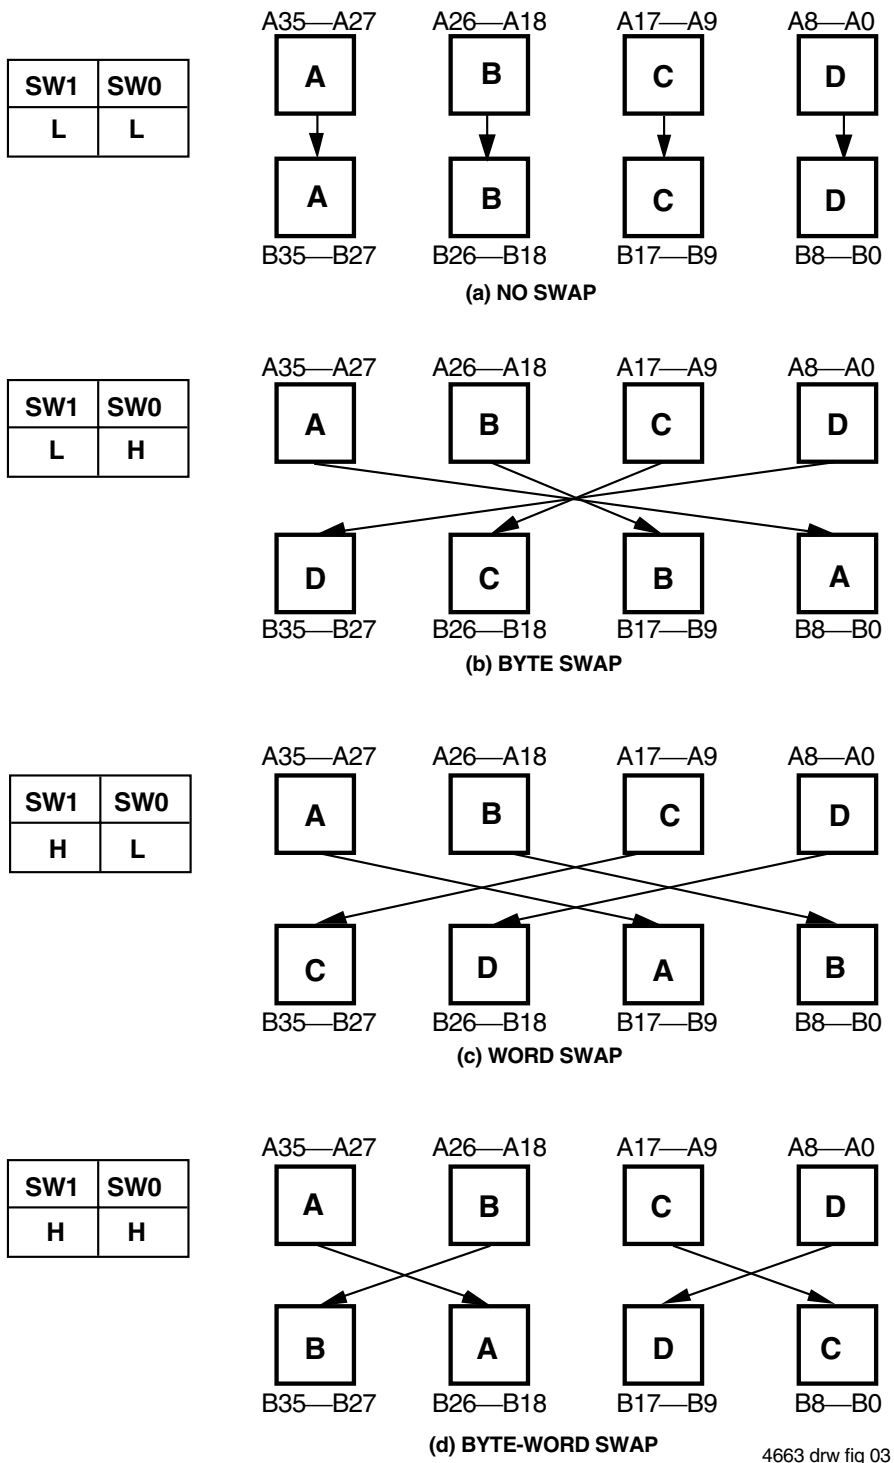 A35—A27 A26—A18 A17—A9 A8—A0
SW1 SW0
L L
A B C D
A B C D
B35—B27 B26—B18 B17—B9 B8—B0
(a) NO SWAP
A35—A27 A26—A18 A17—A9 A8—A0
SW1 SW0
L H
A B C D
D C B A
B35—B27 B26—B18 B17—B9 B8—B0
(b) BYTE SWAP
A35—A27 A26—A18 A17—A9 A8—A0
SW1 SW0
H L
A B C D
C D A B
B35—B27 B26—B18 B17—B9 B8—B0
(c) WORD SWAP
A35—A27 A26—A18 A17—A9 A8—A0
SW1 SW0
H H
A B C D
B A D C
B35—B27 B26—B18 B17—B9 B8—B0
(d) BYTE-WORD SWAP
4663 drw fig 03